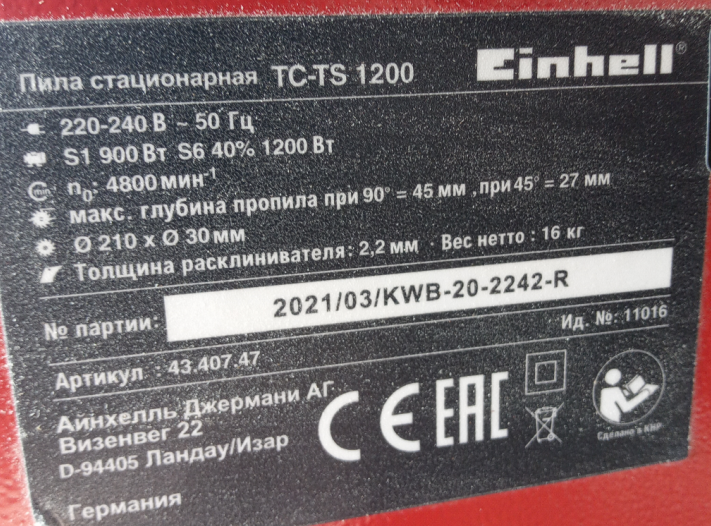 Пила стационарная TC-TS 1200 Einhell®
220-240 В ~ 50 Гц
S1 900 Вт S6 40% 1200 Вт
n0: 4800 мин-1
макс. глубина пропила при 90° = 45 мм , при 45° = 27 мм
Ø 210 x Ø 30 мм
Толщина расклинивателя: 2,2 мм · Вес нетто : 16 кг
№ партии: 2021/03/KWB-20-2242-R
Ид. №: 11016
Артикул : 43.407.47
Айнхелль Джермани АГ
Визенвег 22
D-94405 Ландау/Изар
Германия
CE EAC
Сделано в КНР